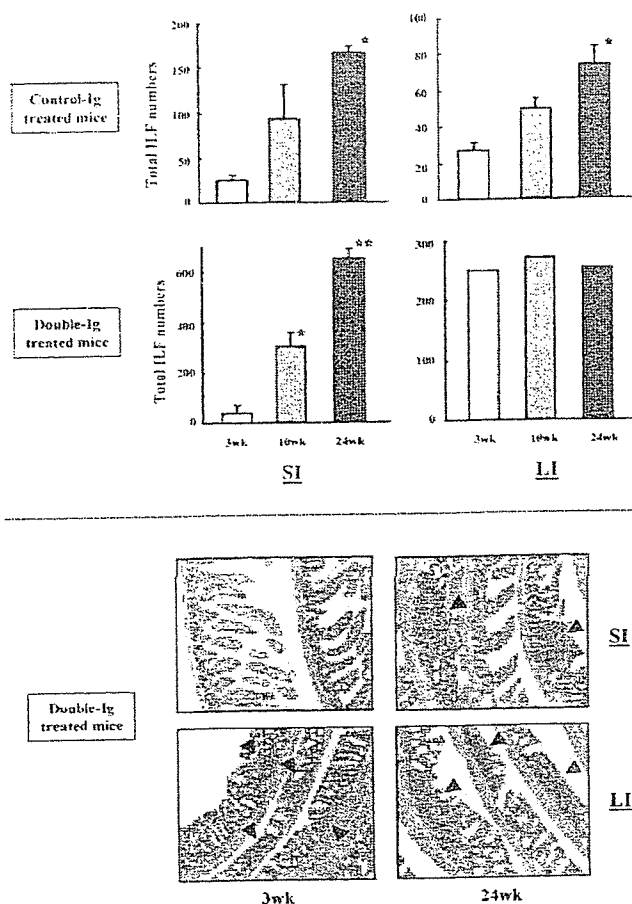 200
150
100
50
0
Total ILF numbers
*
100
80
60
40
20
0
*
Control-Ig
treated mice
600
400
200
0
Total ILF numbers
*
**
300
200
100
0
Double-Ig
treated mice
3wk 10wk 24wk
3wk 10wk 24wk
SI
LI
SI
Double-Ig
treated mice
LI
3wk
24wk